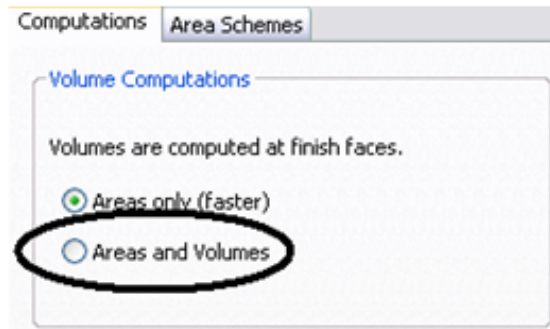 Computations Area Schemes
Volume Computations
Volumes are computed at finish faces.
Areas only (faster)
Areas and Volumes